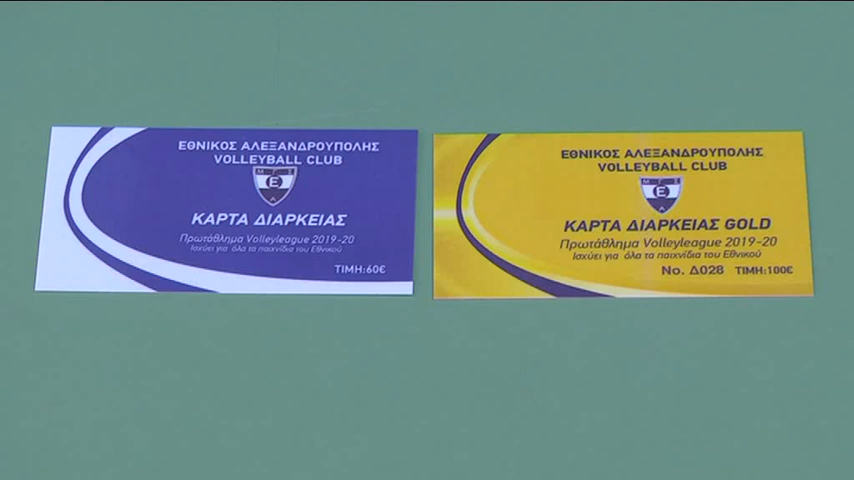 ΕΘΝΙΚΟΣ ΑΛΕΞΑΝΔΡΟΥΠΟΛΗΣ
VOLLEYBALL CLUB
Μ Γ Σ
Ε
Α
ΚΑΡΤΑ ΔΙΑΡΚΕΙΑΣ
Πρωτάθλημα Volleyleague 2019-20
Ισχύει για όλα τα παιχνίδια του Εθνικού
ΤΙΜΗ:60€
ΕΘΝΙΚΟΣ ΑΛΕΞΑΝΔΡΟΥΠΟΛΗΣ
VOLLEYBALL CLUB
Μ Γ Σ
Ε
Α
ΚΑΡΤΑ ΔΙΑΡΚΕΙΑΣ GOLD
Πρωτάθλημα Volleyleague 2019-20
Ισχύει για όλα τα παιχνίδια του Εθνικού
No. Δ028 ΤΙΜΗ:100€